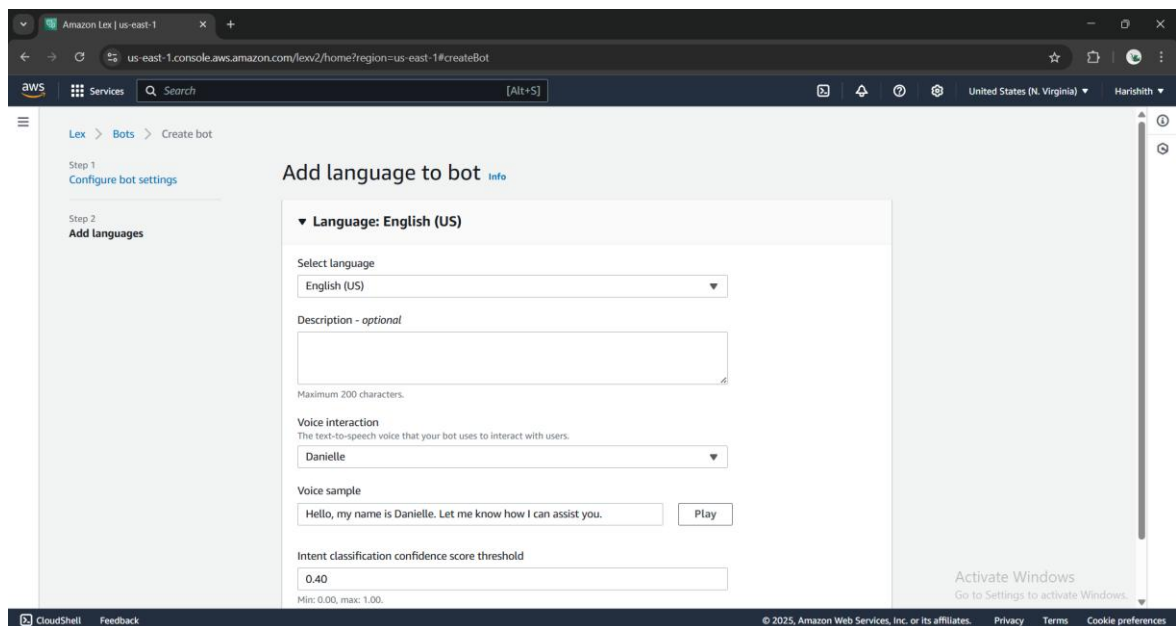 Amazon Lex | us-east-1
us-east-1.console.aws.amazon.com/lexv2/home?region=us-east-1#createBot
aws
Services
Search
[Alt+S]
United States (N. Virginia)
Harishith
Lex > Bots > Create bot
Step 1
Configure bot settings
Step 2
Add languages
Add language to bot Info
Language: English (US)
Select language
English (US)
Description - optional
Maximum 200 characters.
Voice interaction
The text-to-speech voice that your bot uses to interact with users.
Danielle
Voice sample
Hello, my name is Danielle. Let me know how I can assist you.
Play
Intent classification confidence score threshold
0.40
Min: 0.00, max: 1.00.
Activate Windows
Go to Settings to activate Windows.
CloudShell Feedback
© 2025, Amazon Web Services, Inc. or its affiliates. Privacy Terms Cookie preferences